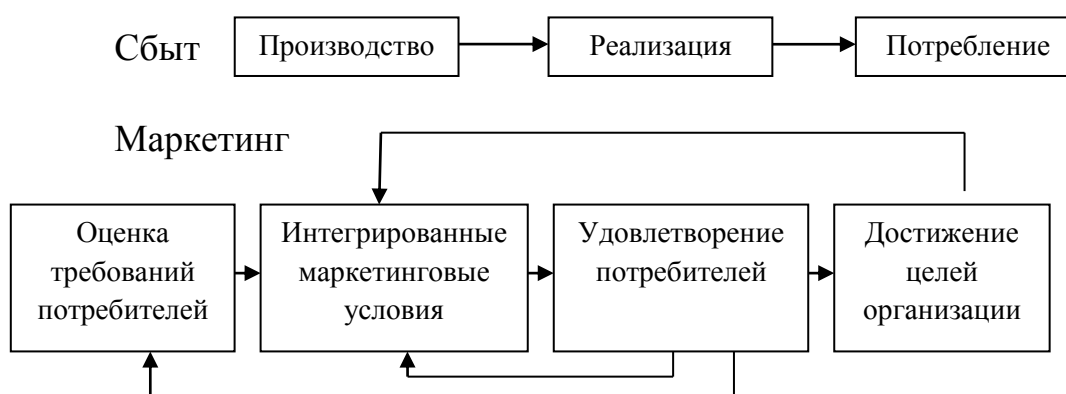 Сбыт
Производство
Реализация
Потребление
Маркетинг
Оценка
требований
потребителей
Интегрированные
маркетинговые
условия
Удовлетворение
потребителей
Достижение
целей
организации